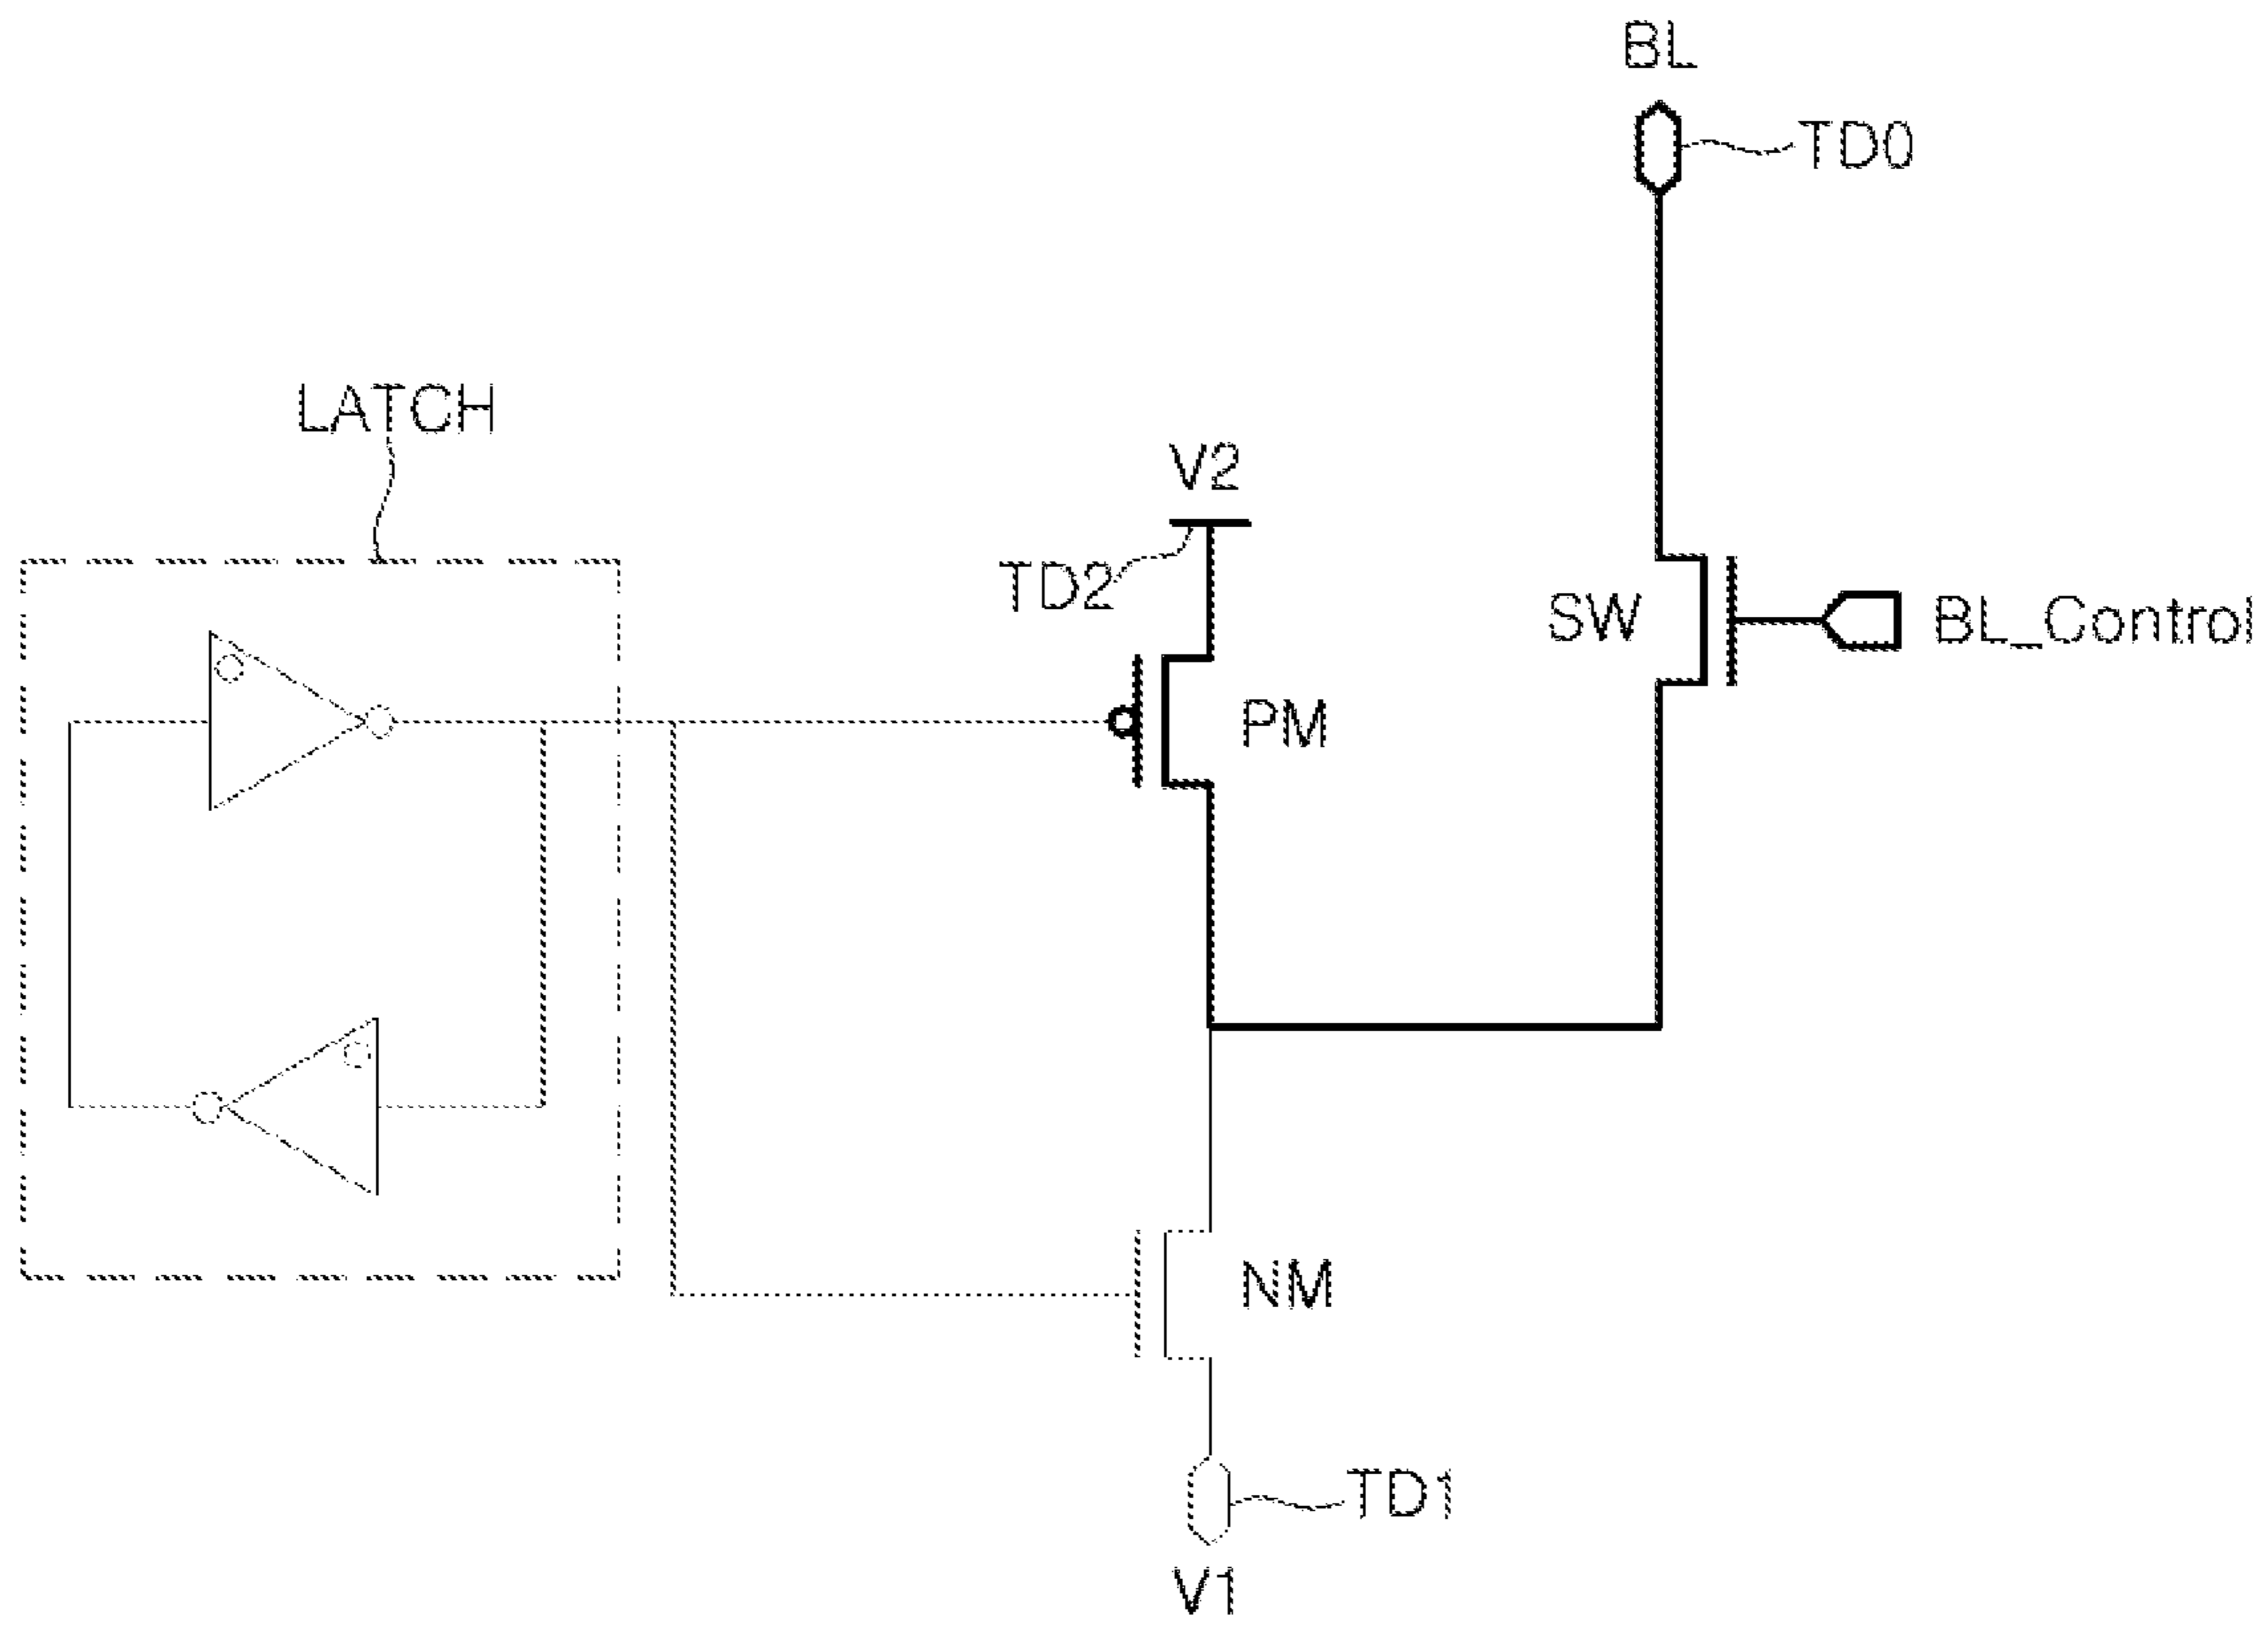 BL
TD0
LATCH
V2
TD2
SW
BL_Control
PM
NM
TD1
V1